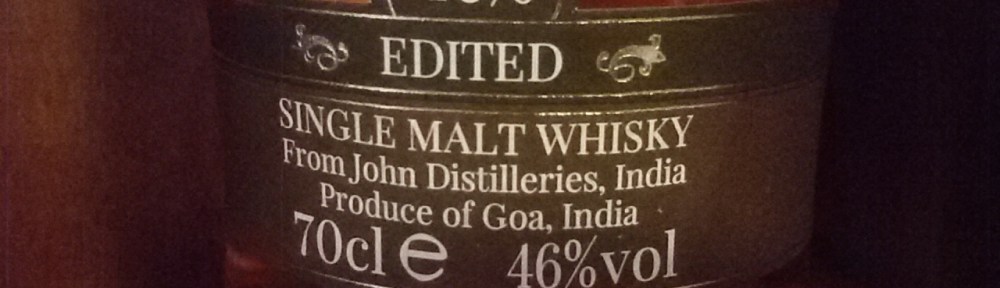 EDITED
SINGLE MALT WHISKY
From John Distilleries, India
Produce of Goa, India
70cl e 46%vol